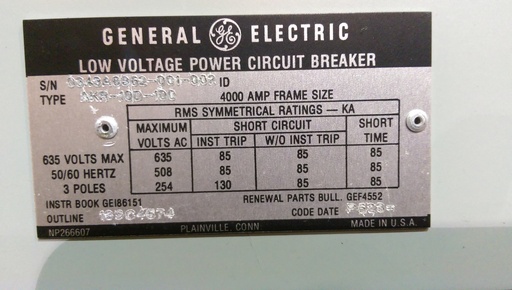 GENERAL GE ELECTRIC
LOW VOLTAGE POWER CIRCUIT BREAKER
S/N ID
TYPE 4000 AMP FRAME SIZE
RMS SYMMETRICAL RATINGS — KA
MAXIMUM VOLTS AC SHORT CIRCUIT SHORT TIME
INST TRIP W/O INST TRIP
635 VOLTS MAX 635 85 85 85
50/60 HERTZ 508 85 85 85
3 POLES 254 130 85 85
INSTR BOOK GEI86151 RENEWAL PARTS BULL. GEF4552
OUTLINE CODE DATE
NP266607 PLAINVILLE, CONN MADE IN U.S.A.